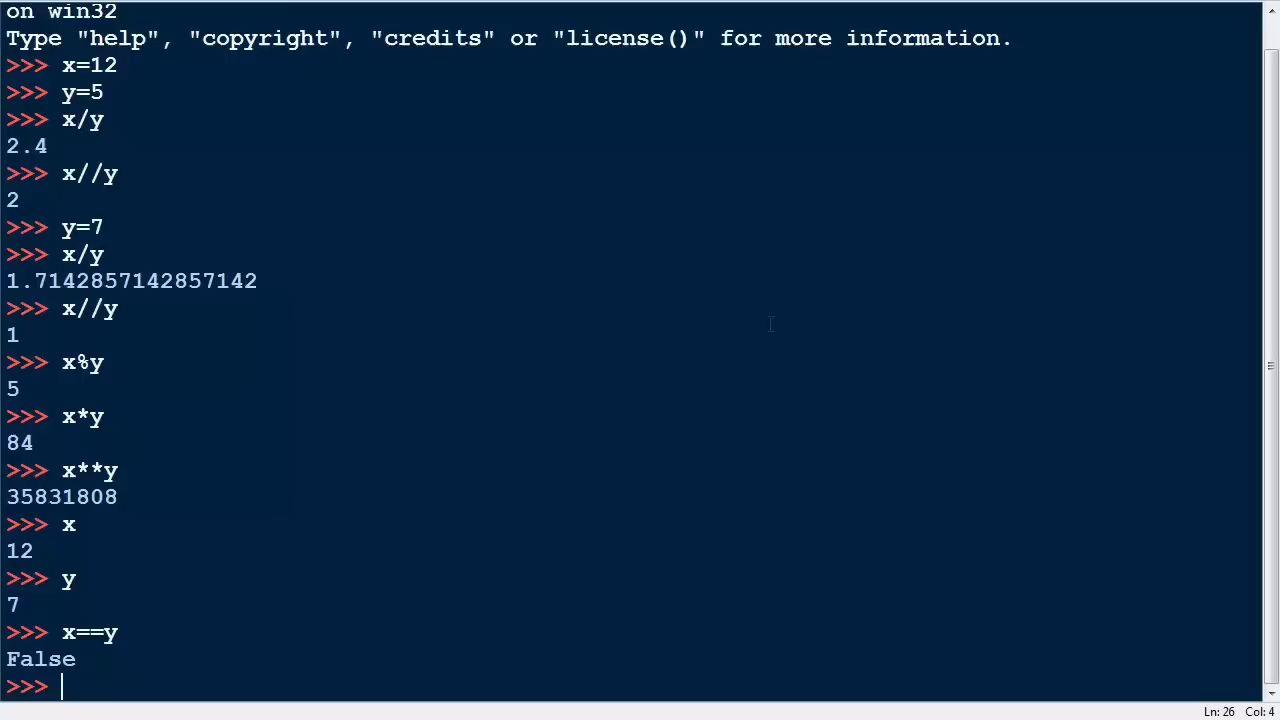 on win32
Type "help", "copyright", "credits" or "license()" for more information.
>>> x=12
>>> y=5
>>> x/y
2.4
>>> x//y
2
>>> y=7
>>> x/y
1.7142857142857142
>>> x//y
1
>>> x%y
5
>>> x*y
84
>>> x**y
35831808
>>> x
12
>>> y
7
>>> x==y
False
>>>
Ln: 26 Col: 4